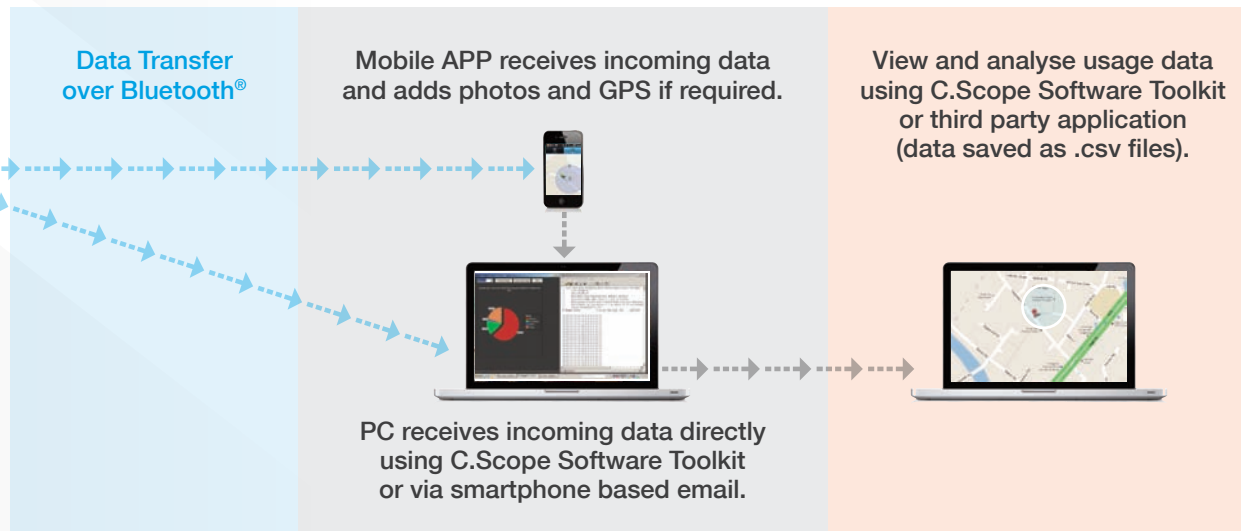 Data Transfer
over Bluetooth®
Mobile APP receives incoming data
and adds photos and GPS if required.
View and analyse usage data
using C.Scope Software Toolkit
or third party application
(data saved as .csv files).
PC receives incoming data directly
using C.Scope Software Toolkit
or via smartphone based email.